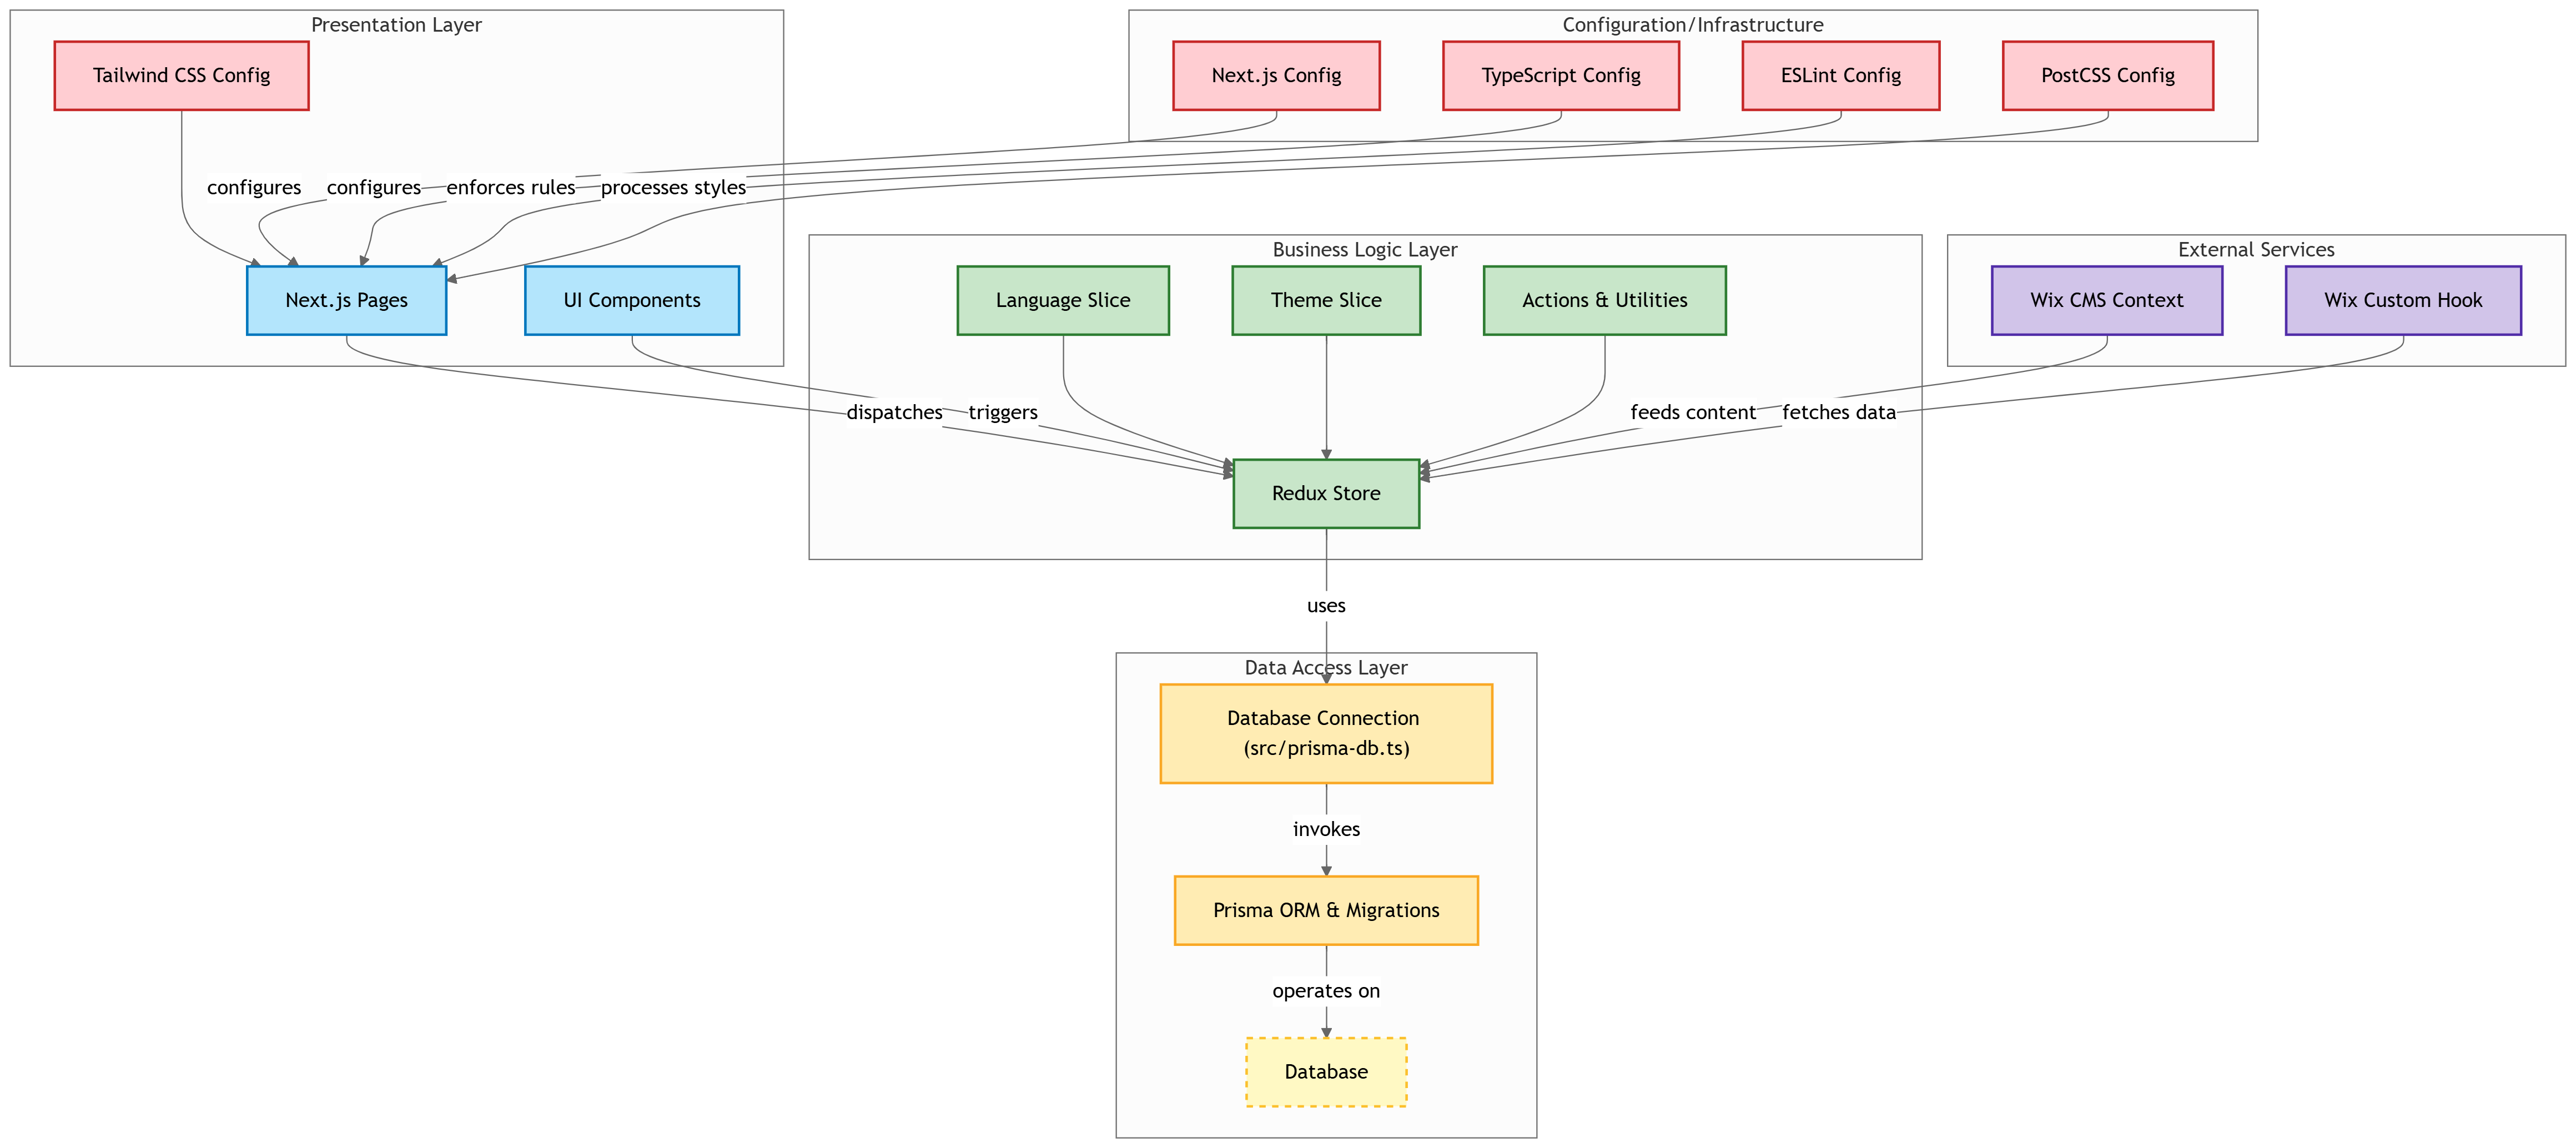 Presentation Layer
Configuration/Infrastructure
Tailwind CSS Config
Next.js Config
TypeScript Config
ESLint Config
PostCSS Config
configures
configures
enforces rules
processes styles
Business Logic Layer
External Services
Next.js Pages
UI Components
Language Slice
Theme Slice
Actions & Utilities
Wix CMS Context
Wix Custom Hook
dispatches
triggers
feeds content
fetches data
Redux Store
uses
Data Access Layer
Database Connection
(src/prisma-db.ts)
invokes
Prisma ORM & Migrations
operates on
Database